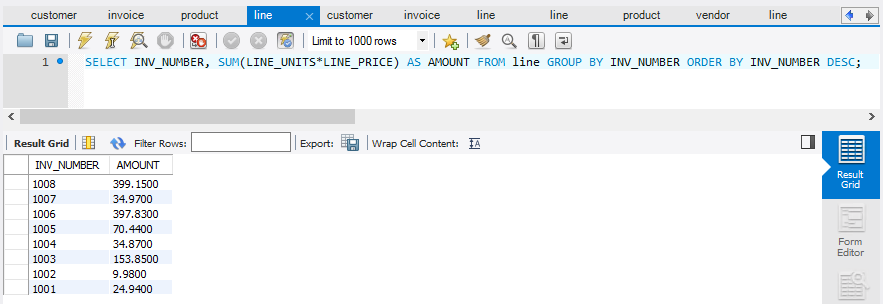 customer invoice product line customer invoice line line product vendor line
Limit to 1000 rows
1 SELECT INV_NUMBER, SUM(LINE_UNITS*LINE_PRICE) AS AMOUNT FROM line GROUP BY INV_NUMBER ORDER BY INV_NUMBER DESC;
Result Grid Filter Rows: Export: Wrap Cell Content: IA
INV_NUMBER AMOUNT
1008 399.1500
1007 34.9700
1006 397.8300
1005 70.4400
1004 34.8700
1003 153.8500
1002 9.9800
1001 24.9400
Result
Grid
Form
Editor